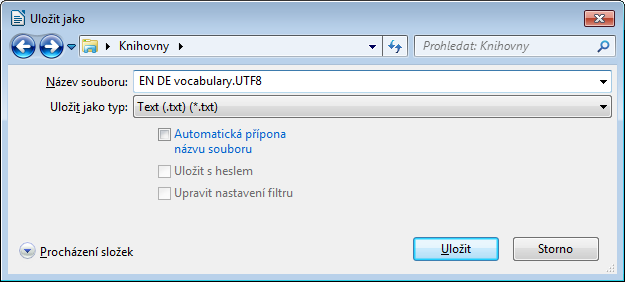 Uložit jako
Knihovny
Prohledat: Knihovny
Název souboru: EN DE vocabulary.UTF8
Uložit jako typ: Text (.txt) (*.txt)
Automatická přípona
názvu souboru
Uložit s heslem
Upravit nastavení filtru
Procházení složek
Uložit
Storno